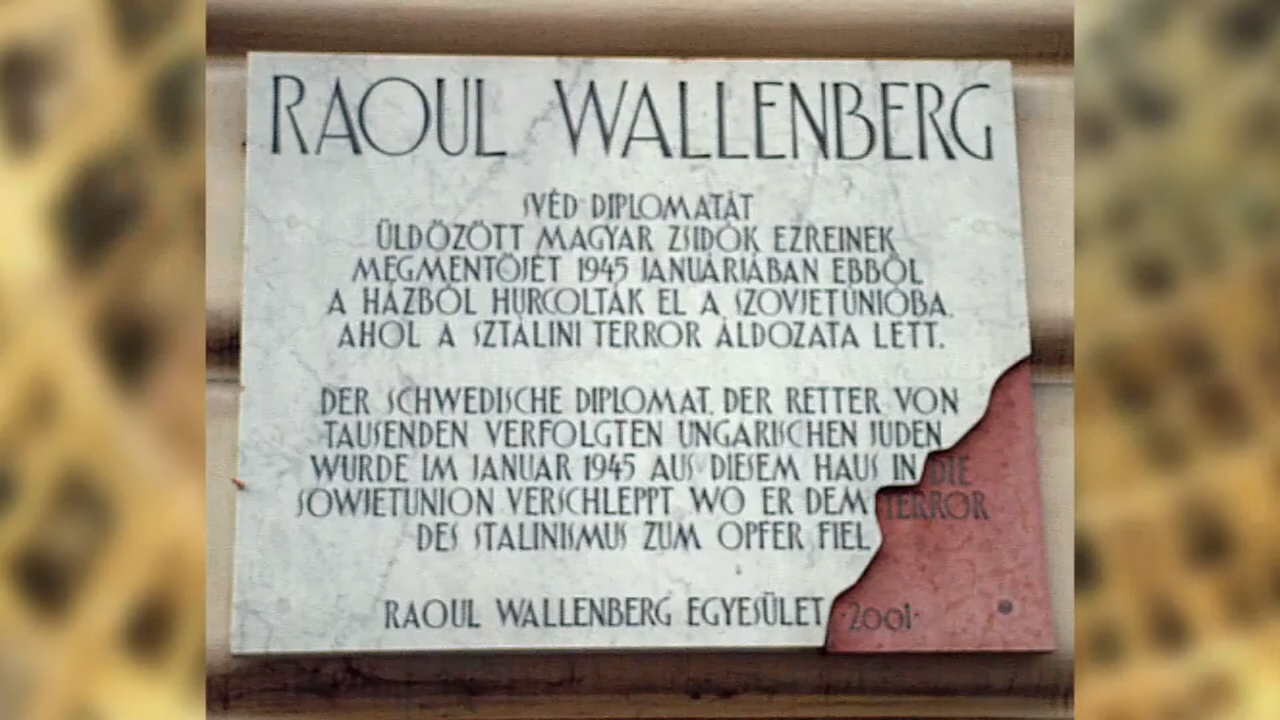 RAOUL WALLENBERG
SVÉD DIPLOMATÁT
ÜLDÖZÖTT MAGYAR ZSIDÓK EZREINEK
MEGMENTŐJÉT 1945 JANUÁRJÁBAN EBBŐL
A HÁZBÓL HURCOLTÁK EL A SZOVJETÚNIÓBA,
AHOL A SZTÁLINI TERROR ÁLDOZATA LETT.
DER SCHWEDISCHE DIPLOMAT, DER RETTER VON
TAUSENDEN VERFOLGTEN UNGARISCHEN JUDEN
WURDE IM JANUAR 1945 AUS DIESEM HAUS IN DIE
SOWJETUNION VERSCHLEPPT WO ER DEM TERROR
DES STALINISMUS ZUM OPFER FIEL
RAOUL WALLENBERG EGYESÜLET ·2001·